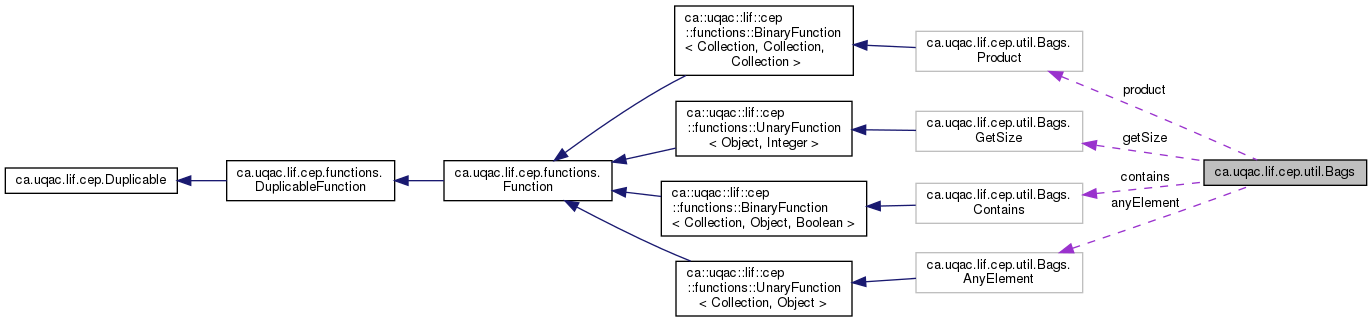 ca.uqac.lif.cep.Duplicable
ca.uqac.lif.cep.functions.
DuplicableFunction
ca.uqac.lif.cep.functions.
Function
ca::uqac::lif::cep
::functions::BinaryFunction
< Collection, Collection,
Collection >
ca::uqac::lif::cep
::functions::UnaryFunction
< Object, Integer >
ca::uqac::lif::cep
::functions::BinaryFunction
< Collection, Object, Boolean >
ca::uqac::lif::cep
::functions::UnaryFunction
< Collection, Object >
ca.uqac.lif.cep.util.Bags.
Product
ca.uqac.lif.cep.util.Bags.
GetSize
ca.uqac.lif.cep.util.Bags.
Contains
ca.uqac.lif.cep.util.Bags.
AnyElement
product
getSize
contains
anyElement
ca.uqac.lif.cep.util.Bags